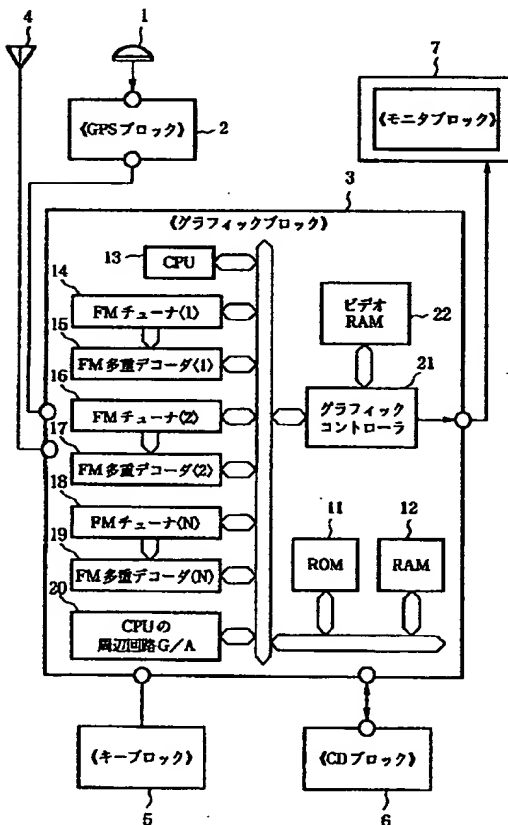 4
1
7
《GPSブロック》
2
《モニタブロック》
3
《グラフィックブロック》
13
CPU
14
FMチューナ(1)
15
FM多重デコーダ(1)
16
FMチューナ(2)
17
FM多重デコーダ(2)
18
FMチューナ(N)
19
FM多重デコーダ(N)
20
CPUの
周辺回路G/A
ビデオ
RAM
22
21
グラフィック
コントローラ
11
12
ROM
RAM
《キーブロック》
5
《CDブロック》
6